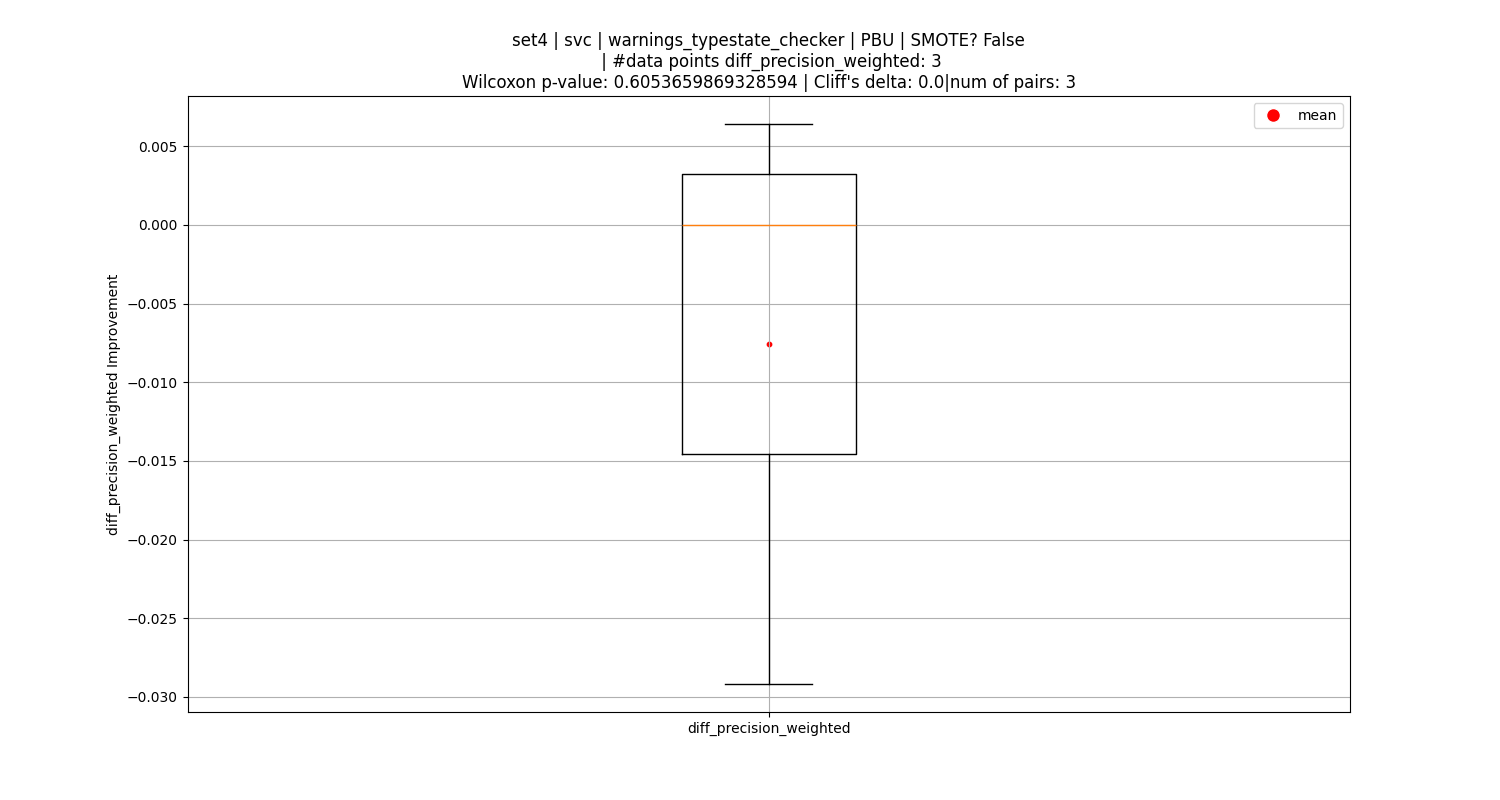 set4 | svc | warnings_typestate_checker | PBU | SMOTE? False
| #data points diff_precision_weighted: 3
Wilcoxon p-value: 0.6053659869328594 | Cliff's delta: 0.0|num of pairs: 3
mean
0.005
0.000
−0.005
−0.010
−0.015
−0.020
−0.025
−0.030
diff_precision_weighted Improvement
diff_precision_weighted